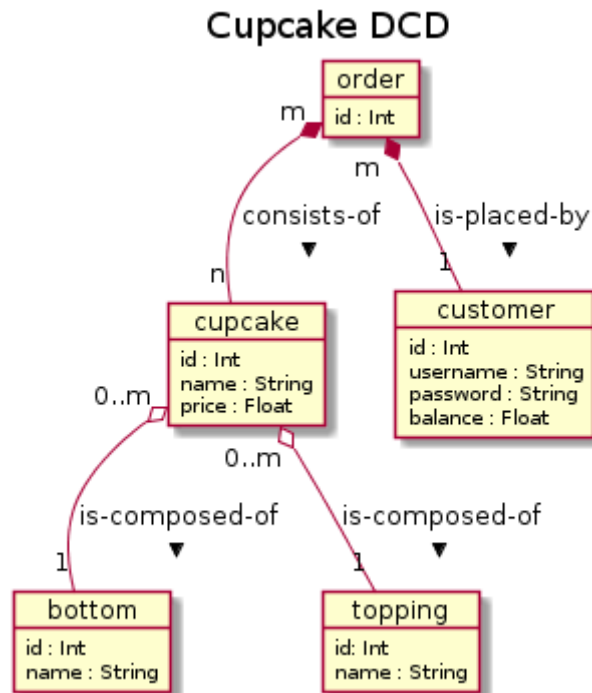 Cupcake DCD
order
id : Int
m
m
consists-of
is-placed-by
n
1
cupcake
id : Int
name : String
price : Float
customer
id : Int
username : String
password : String
balance : Float
0..m
0..m
is-composed-of
is-composed-of
1
1
bottom
id : Int
name : String
topping
id: Int
name : String